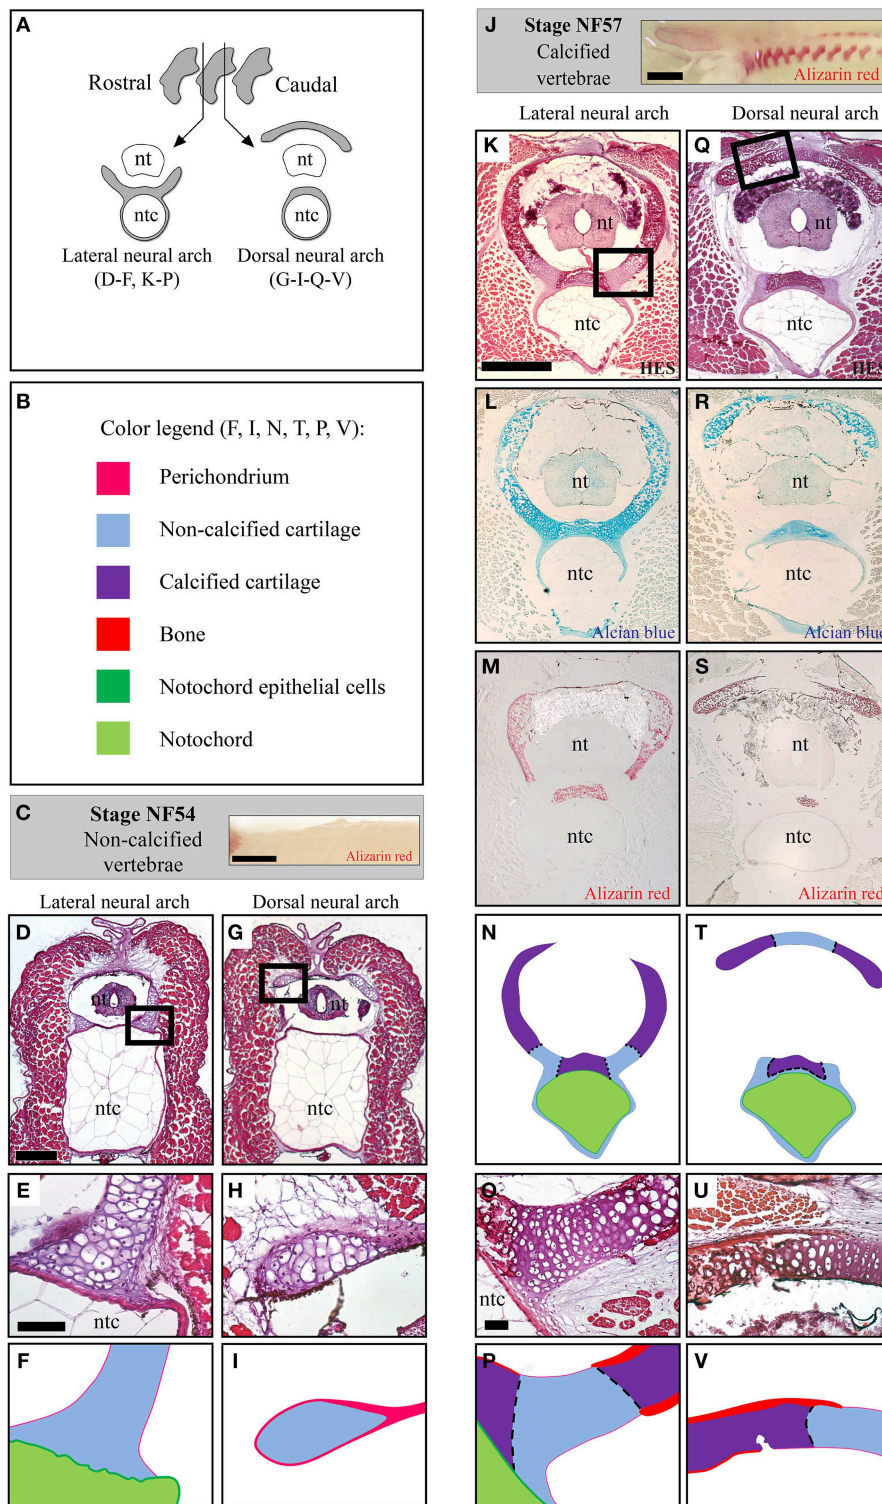 A
Rostral
Caudal
nt
nt
ntc
ntc
Lateral neural arch
(D-F, K-P)
Dorsal neural arch
(G-I-Q-V)
B
Color legend (F, I, N, T, P, V):
Perichondrium
Non-calcified cartilage
Calcified cartilage
Bone
Notochord epithelial cells
Notochord
C
Stage NF54
Non-calcified
vertebrae
Alizarin red
Lateral neural arch
Dorsal neural arch
D
nt
ntc
G
nt
ntc
E
ntc
H
F
I
J
Stage NF57
Calcified
vertebrae
Alizarin red
Lateral neural arch
Dorsal neural arch
K
nt
ntc
HES
Q
nt
ntc
HES
L
nt
ntc
Alcian blue
R
nt
ntc
Alcian blue
M
nt
ntc
Alizarin red
S
nt
ntc
Alizarin red
N
T
O
ntc
U
P
V